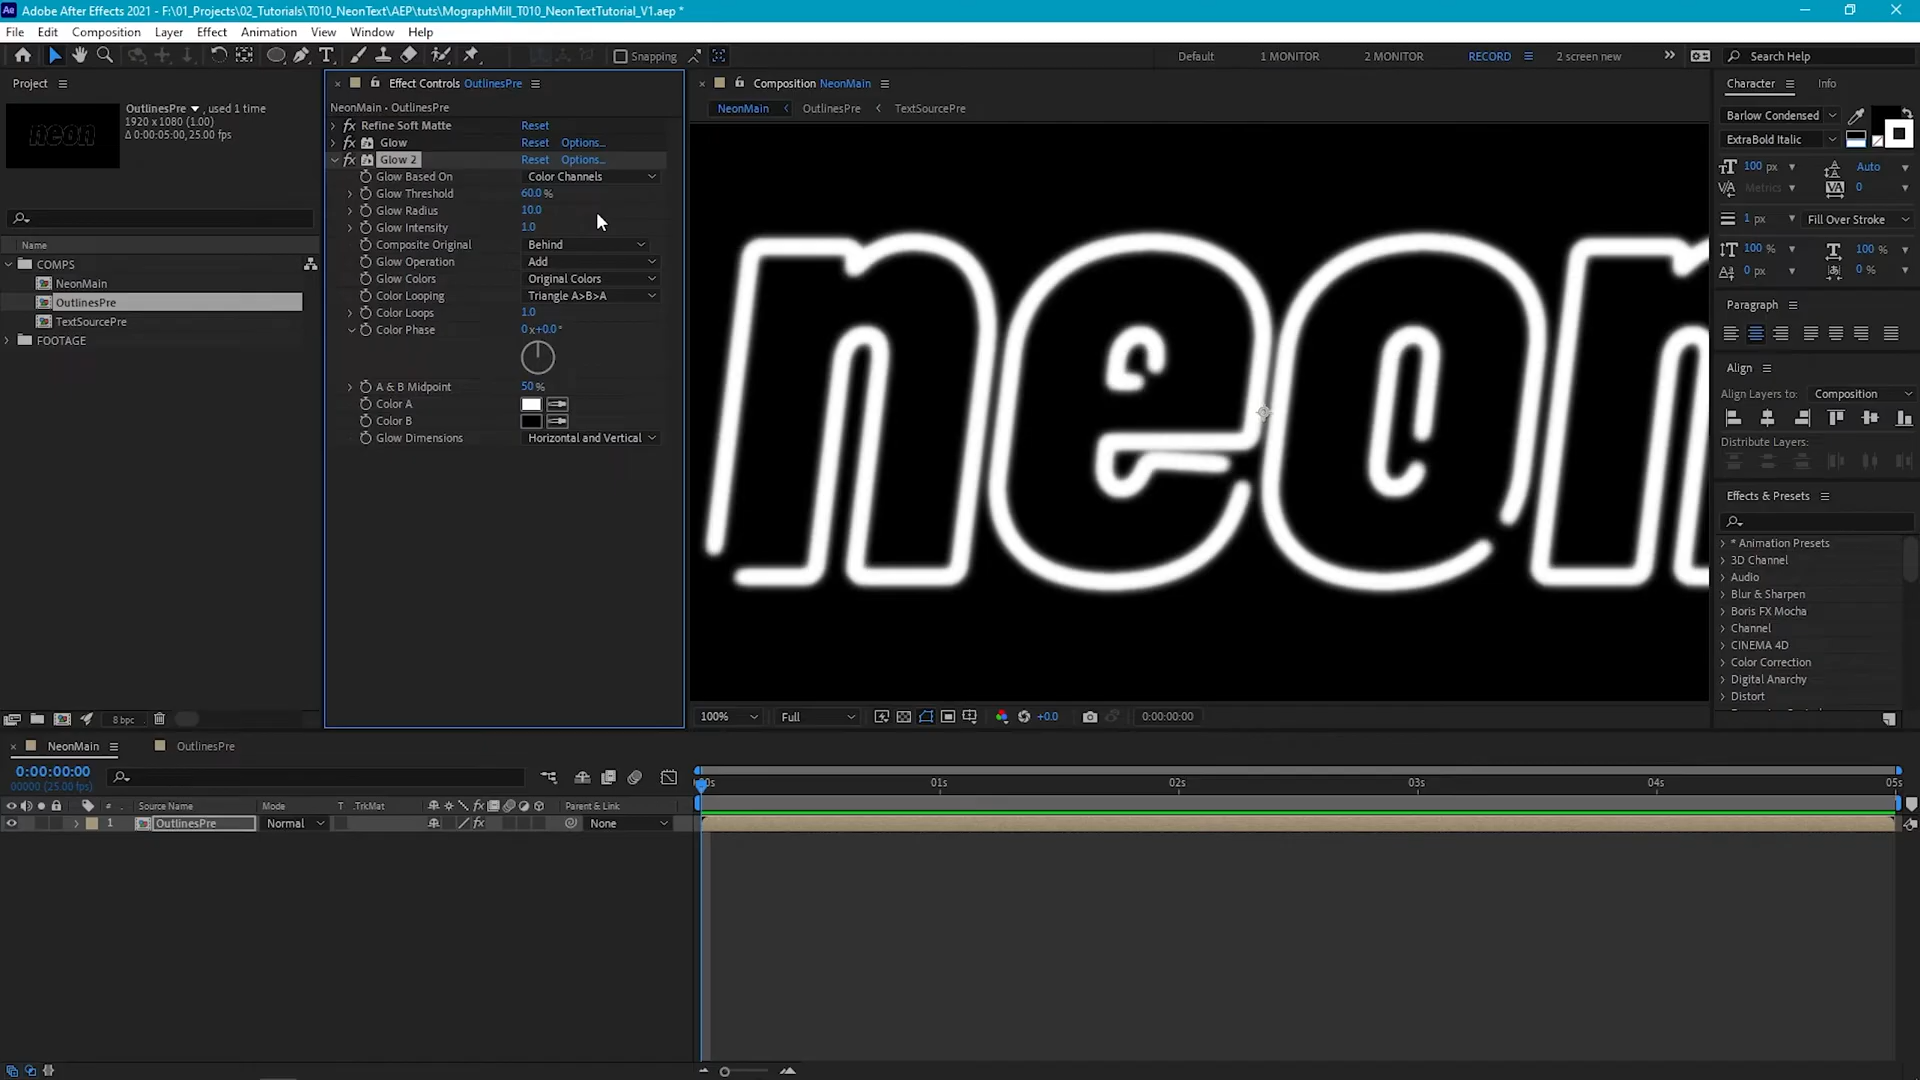 Adobe After Effects 2021 - F:\01_Projects\02_Tutorials\T010_NeonText\AEP\tuts\MographMill_T010_NeonTextTutorial_V1.aep *
File Edit Composition Layer Effect Animation View Window Help
Snapping Default 1 MONITOR 2 MONITOR RECORD 2 screen new Search Help
Project
OutlinesPre, used 1 time
1920 x 1080 (1.00)
Δ 0:00:05:00, 25.00 fps)
Name
COMPS
NeonMain
OutlinesPre
TextSourcePre
FOOTAGE
8 bpc
Effect Controls OutlinesPre
NeonMain • OutlinesPre
fx Refine Soft Matte Reset
fx Glow Reset Options...
fx Glow 2 Reset Options...
Glow Based On Color Channels
Glow Threshold 60.0 %
Glow Radius 10.0
Glow Intensity 1.0
Composite Original Behind
Glow Operation Add
Glow Colors Original Colors
Color Looping Triangle A>B>A
Color Loops 1.0
Color Phase 0x+0.0°
A & B Midpoint 50 %
Color A
Color B
Glow Dimensions Horizontal and Vertical
Composition NeonMain
NeonMain OutlinesPre TextSourcePre
neon
100% Full +0.0 0:00:00:00
Character Info
Barlow Condensed
ExtraBold Italic
100 px Auto
Metrics 0
1 px Fill Over Stroke
100 % 100 %
0 px 0 %
Paragraph
Align
Align Layers to: Composition
Distribute Layers:
Effects & Presets
* Animation Presets
3D Channel
Audio
Blur & Sharpen
Boris FX Mocha
Channel
CINEMA 4D
Color Correction
Digital Anarchy
Distort
NeonMain OutlinesPre
0:00:00:00
00000 (25.00 fps)
01s 02s 03s 04s 05s
# Source Name Mode T .TrkMat fx Parent & Link
1 OutlinesPre Normal fx None